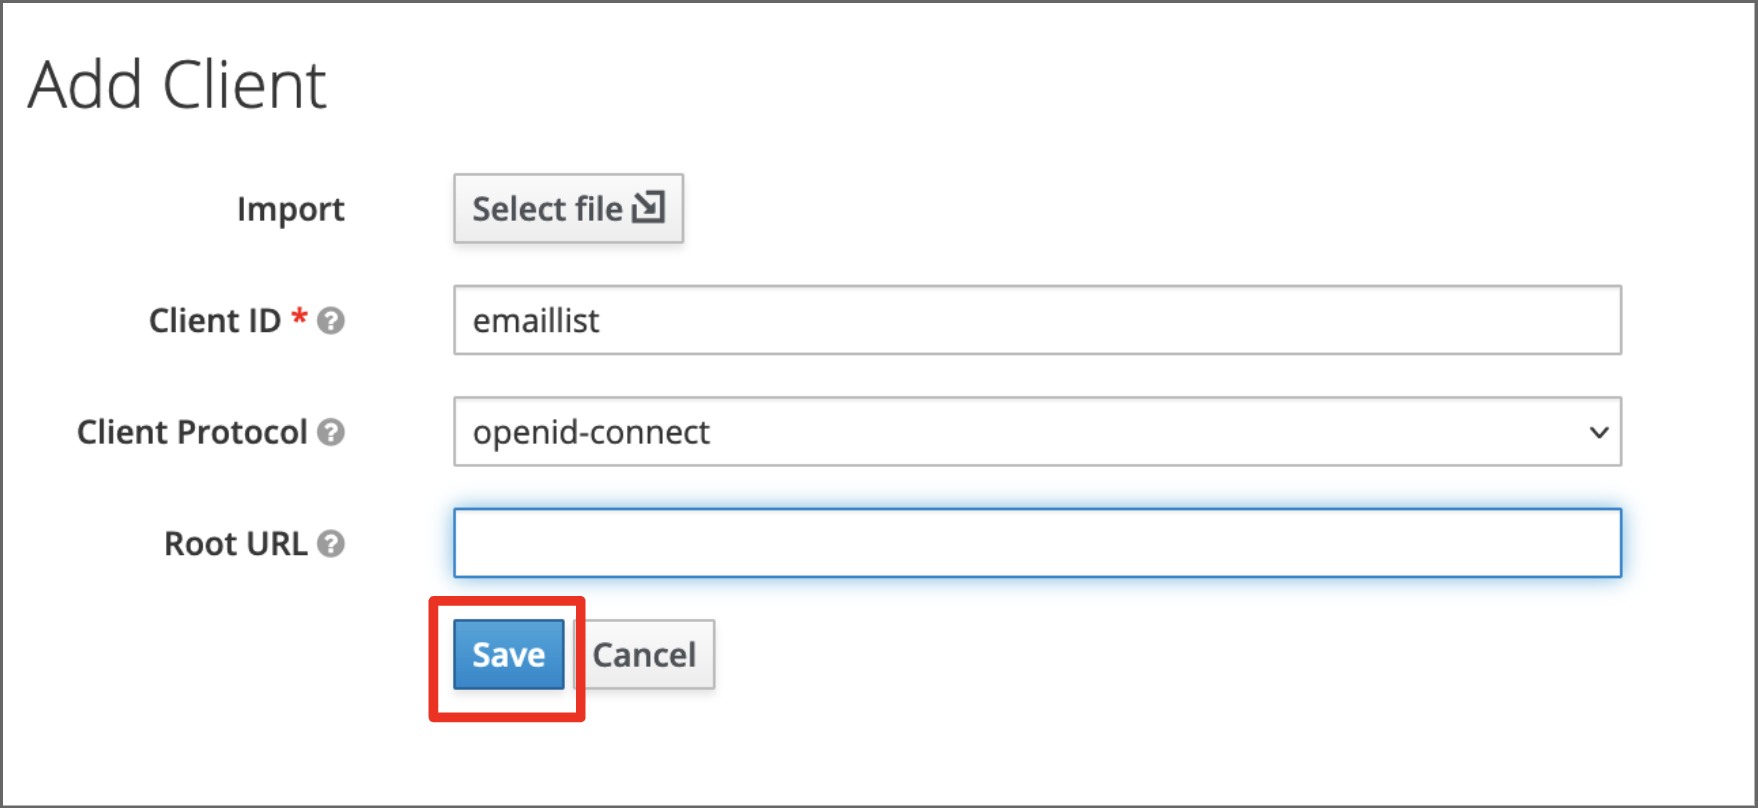 Add Client
Import Select file
Client ID * emaillist
Client Protocol openid-connect
Root URL
Save Cancel